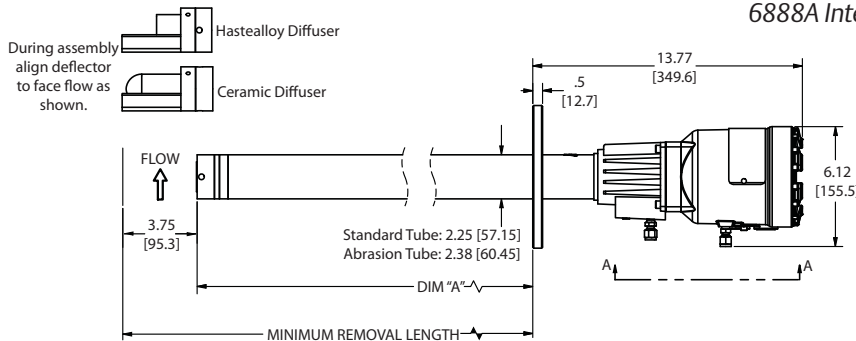 6888A Inte
Hastealloy Diffuser
During assembly
align deflector
to face flow as
shown.
Ceramic Diffuser
13.77
[349.6]
.5
[12.7]
FLOW
6.12
[155.5]
3.75
[95.3]
Standard Tube: 2.25 [57.15]
Abrasion Tube: 2.38 [60.45]
A
A
DIM "A"
MINIMUM REMOVAL LENGTH